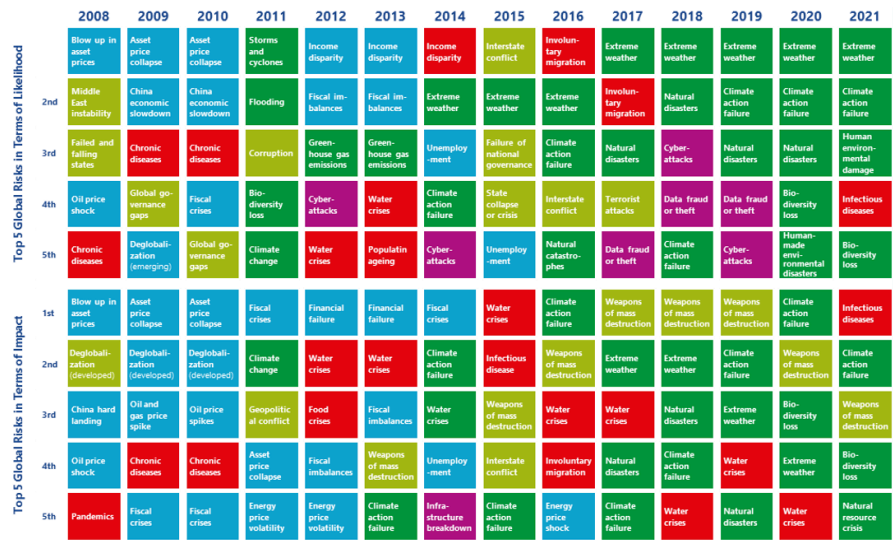 2008
2009
2010
2011
2012
2013
2014
2015
2016
2017
2018
2019
2020
2021
Top 5 Global Risks in Terms of Likelihood
Blow up in
asset
prices
Asset
price
collapse
Asset
price
collapse
Storms
and
cyclones
Income
disparity
Income
disparity
Income
disparity
Interstate
conflict
Involun-
tary
migration
Extreme
weather
Extreme
weather
Extreme
weather
Extreme
weather
Extreme
weather
2nd
Middle
East
instability
China
economic
slowdown
China
economic
slowdown
Flooding
Fiscal im-
balances
Fiscal im-
balances
Extreme
weather
Extreme
weather
Extreme
weather
Involun-
tary
migration
Natural
disasters
Climate
action
failure
Climate
action
failure
Climate
action
failure
3rd
Failed and
falling
states
Chronic
diseases
Chronic
diseases
Corruption
Green-
house gas
emissions
Green-
house gas
emissions
Unemploy
-ment
Failure of
national
governance
Climate
action
failure
Natural
disasters
Cyber-
attacks
Natural
disasters
Natural
disasters
Human
environ-
mental
damage
4th
Oil price
shock
Global go-
vernance
gaps
Fiscal
crises
Bio-
diversity
loss
Cyber-
attacks
Water
crises
Climate
action
failure
State
collapse
or crisis
Interstate
conflict
Terrorist
attacks
Data fraud
or theft
Data fraud
or theft
Bio-
diversity
loss
Infectious
diseases
5th
Chronic
diseases
Deglobali-
zation
(emerging)
Global go-
vernance
gaps
Climate
change
Water
crises
Populatin
ageing
Cyber-
attacks
Unemploy
-ment
Natural
catastro-
phes
Data fraud
or theft
Climate
action
failure
Cyber-
attacks
Human-
made
envi-
ronmental
disasters
Bio-
diversity
loss
Top 5 Global Risks in Terms of Impact
1st
Blow up in
asset
prices
Asset
price
collapse
Asset
price
collapse
Fiscal
crises
Financial
failure
Financial
failure
Fiscal
crises
Water
crises
Climate
action
failure
Weapons
of mass
destruction
Weapons
of mass
destruction
Weapons
of mass
destruction
Climate
action
failure
Infectious
diseases
2nd
Deglobali-
zation
(developed)
Deglobali-
zation
(developed)
Deglobali-
zation
(developed)
Climate
change
Water
crises
Water
crises
Climate
action
failure
Infectious
disease
Weapons
of mass
destruction
Extreme
weather
Extreme
weather
Climate
action
failure
Weapons
of mass
destruction
Climate
action
failure
3rd
China hard
landing
Oil and
gas price
spike
Oil price
spikes
Geopolitic
al conflict
Food
crises
Fiscal
imbalances
Water
crises
Weapons
of mass
destruction
Water
crises
Water
crises
Natural
disasters
Extreme
weather
Bio-
diversity
loss
Weapons
of mass
destruction
4th
Oil price
shock
Chronic
diseases
Chronic
diseases
Asset
price
collapse
Fiscal
imbalances
Weapons
of mass
destruction
Unemploy
-ment
Interstate
conflict
Involuntary
migration
Natural
disasters
Climate
action
failure
Water
crises
Extreme
weather
Bio-
diversity
loss
5th
Pandemics
Fiscal
crises
Fiscal
crises
Energy
price
volatility
Energy
price
volatility
Climate
action
failure
Infra-
structure
breakdown
Climate
action
failure
Energy
price
shock
Climate
action
failure
Water
crises
Natural
disasters
Water
crises
Natural
resource
crisis